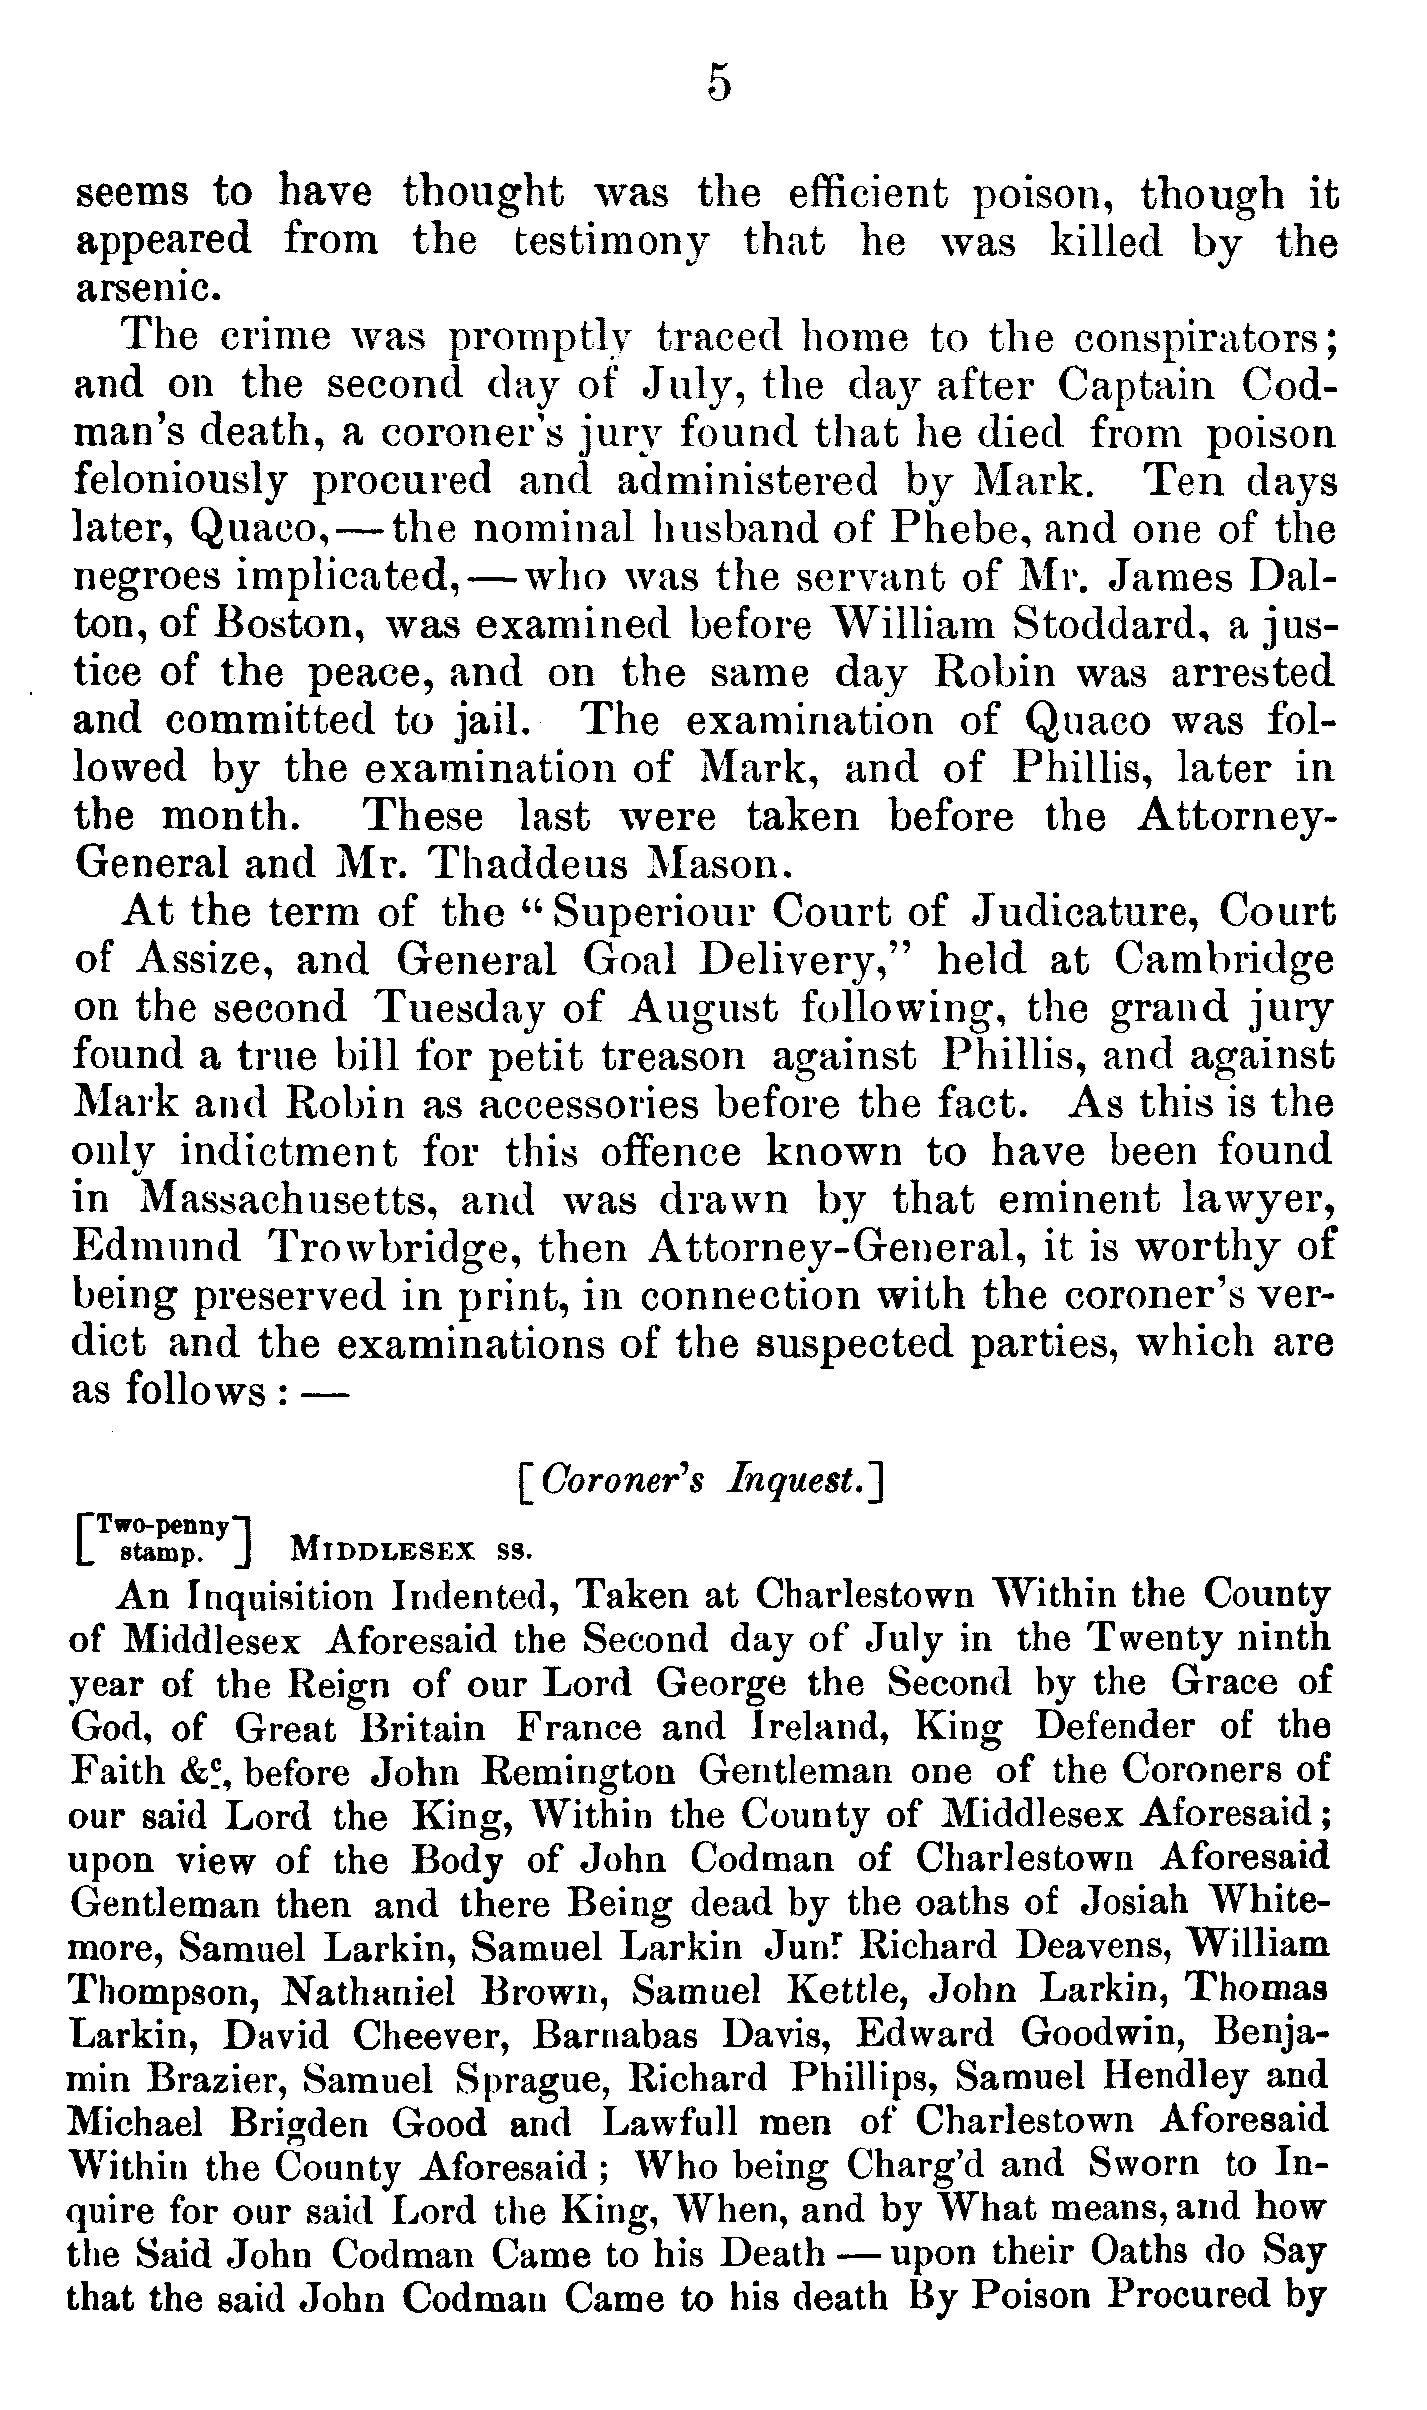 5
seems to have thought was the efficient poison, though it
appeared from the testimony that he was killed by the
arsenic.
The crime was promptly traced home to the conspirators;
and on the second day of July, the day after Captain Cod-
man's death, a coroner's jury found that he died from poison
feloniously procured and administered by Mark. Ten days
later, Quaco,—the nominal husband of Phebe, and one of the
negroes implicated,—who was the servant of Mr. James Dal-
ton, of Boston, was examined before William Stoddard, a jus-
tice of the peace, and on the same day Robin was arrested
and committed to jail. The examination of Quaco was fol-
lowed by the examination of Mark, and of Phillis, later in
the month. These last were taken before the Attorney-
General and Mr. Thaddeus Mason.
At the term of the "Superiour Court of Judicature, Court
of Assize, and General Goal Delivery," held at Cambridge
on the second Tuesday of August following, the grand jury
found a true bill for petit treason against Phillis, and against
Mark and Robin as accessories before the fact. As this is the
only indictment for this offence known to have been found
in Massachusetts, and was drawn by that eminent lawyer,
Edmund Trowbridge, then Attorney-General, it is worthy of
being preserved in print, in connection with the coroner's ver-
dict and the examinations of the suspected parties, which are
as follows:—
[Coroner's Inquest.]
[Two-penny
stamp.] MIDDLESEX SS.
An Inquisition Indented, Taken at Charlestown Within the County
of Middlesex Aforesaid the Second day of July in the Twenty ninth
year of the Reign of our Lord George the Second by the Grace of
God, of Great Britain France and Ireland, King Defender of the
Faith &c, before John Remington Gentleman one of the Coroners of
our said Lord the King, Within the County of Middlesex Aforesaid;
upon view of the Body of John Codman of Charlestown Aforesaid
Gentleman then and there Being dead by the oaths of Josiah White-
more, Samuel Larkin, Samuel Larkin Junr Richard Deavens, William
Thompson, Nathaniel Brown, Samuel Kettle, John Larkin, Thomas
Larkin, David Cheever, Barnabas Davis, Edward Goodwin, Benja-
min Brazier, Samuel Sprague, Richard Phillips, Samuel Hendley and
Michael Brigden Good and Lawfull men of Charlestown Aforesaid
Within the County Aforesaid; Who being Charg'd and Sworn to In-
quire for our said Lord the King, When, and by What means, and how
the Said John Codman Came to his Death—upon their Oaths do Say
that the said John Codman Came to his death By Poison Procured by